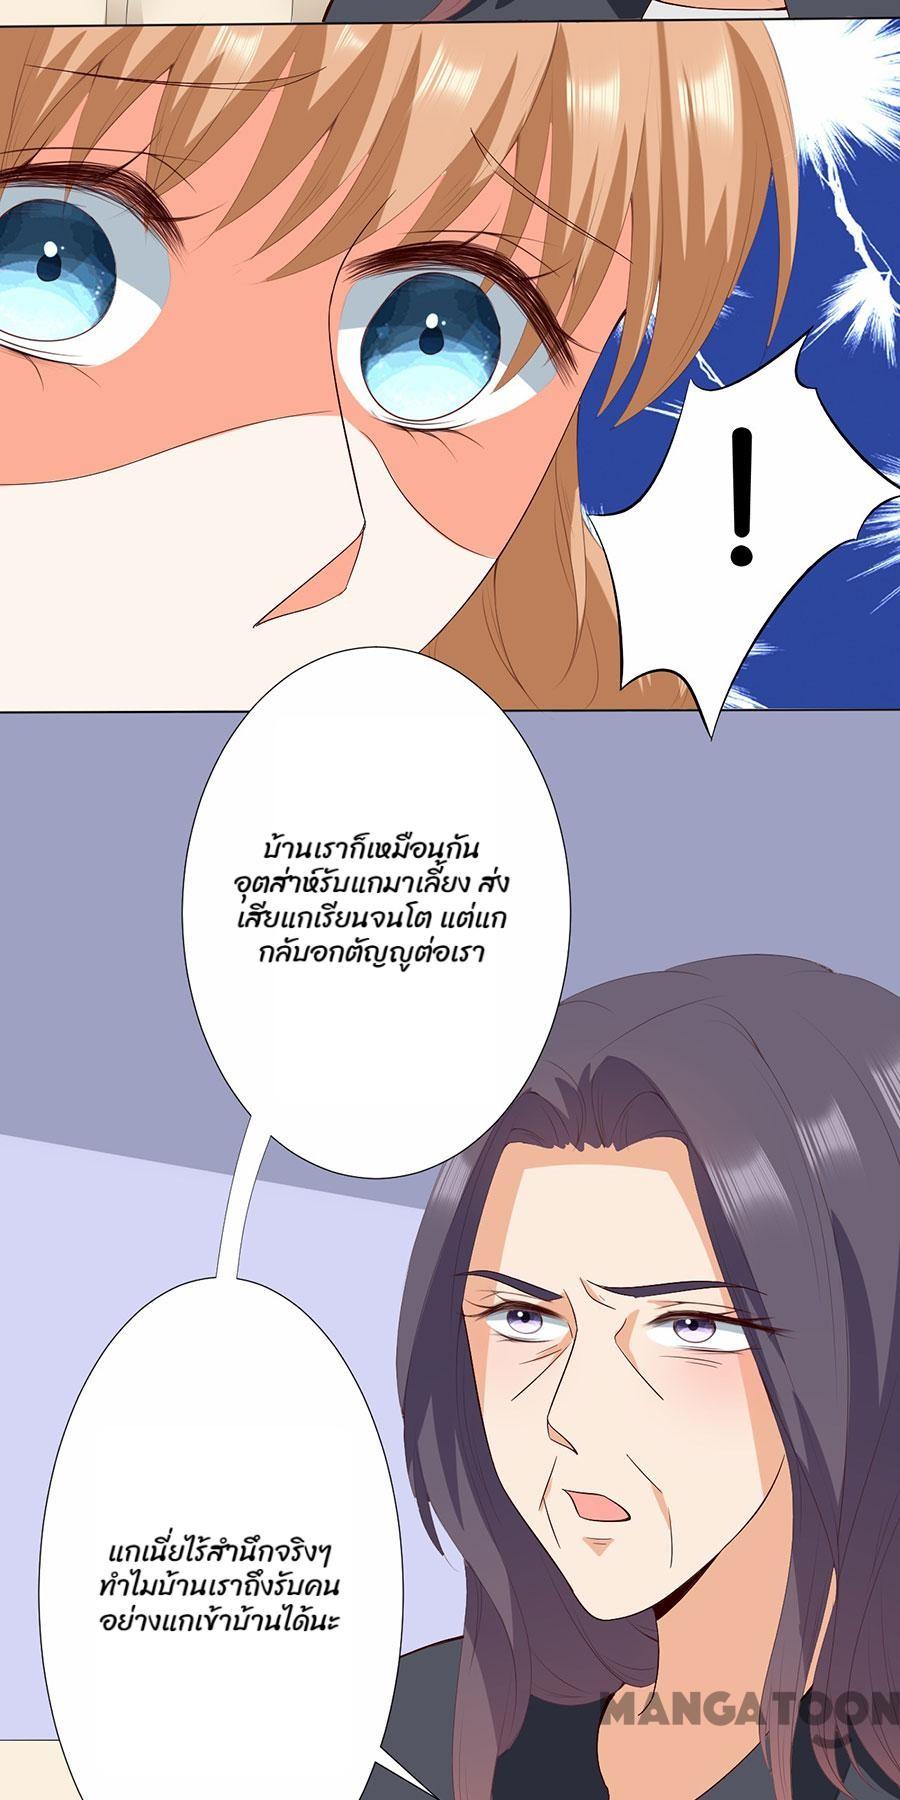 !
บ้านเราก็เหมือนกัน
อุตส่าห์รับแกมาเลี้ยง ส่ง
เสียแกเรียนจนโต แต่แก
กลับอกตัญญูต่อเรา
แกเนี่ยไร้สำนึกจริงๆ
ทำไมบ้านเราถึงรับคน
อย่างแกเข้าบ้านได้นะ
MANGATOON